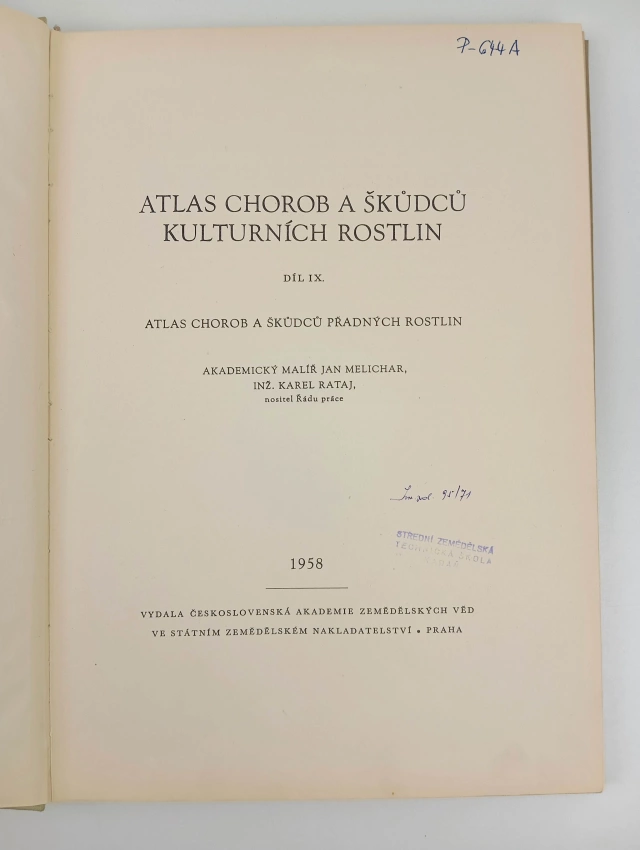 P-644A
ATLAS CHOROB A ŠKŮDCŮ
KULTURNÍCH ROSTLIN
DÍL IX.
ATLAS CHOROB A ŠKŮDCŮ PŘADNÝCH ROSTLIN
AKADEMICKÝ MALÍŘ JAN MELICHAR,
INŽ. KAREL RATAJ,
nositel Řádu práce
95/71
STŘEDNÍ ZEMĚDĚLSKÁ
TECHNICKÁ ŠKOLA
1958
VYDALA ČESKOSLOVENSKÁ AKADEMIE ZEMĚDĚLSKÝCH VĚD
VE STÁTNÍM ZEMĚDĚLSKÉM NAKLADATELSTVÍ • PRAHA